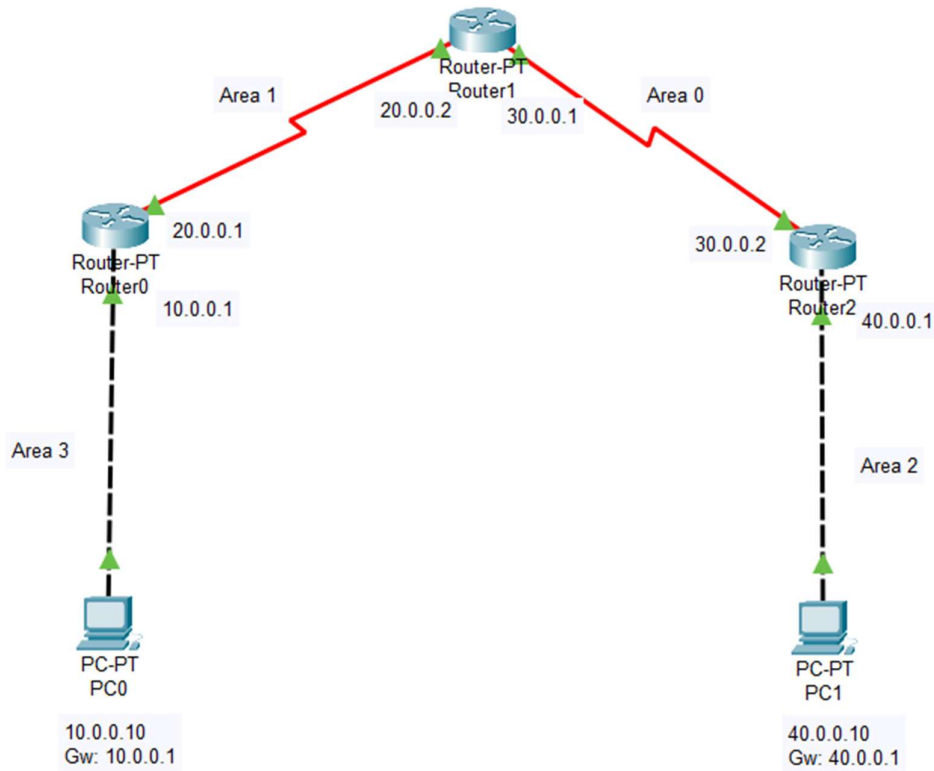 Router-PT
Router1
Area 1
Area 0
20.0.0.2
30.0.0.1
20.0.0.1
Router-PT
Router0
10.0.0.1
30.0.0.2
Router-PT
Router2
40.0.0.1
Area 3
Area 2
PC-PT
PC0
10.0.0.10
Gw: 10.0.0.1
PC-PT
PC1
40.0.0.10
Gw: 40.0.0.1